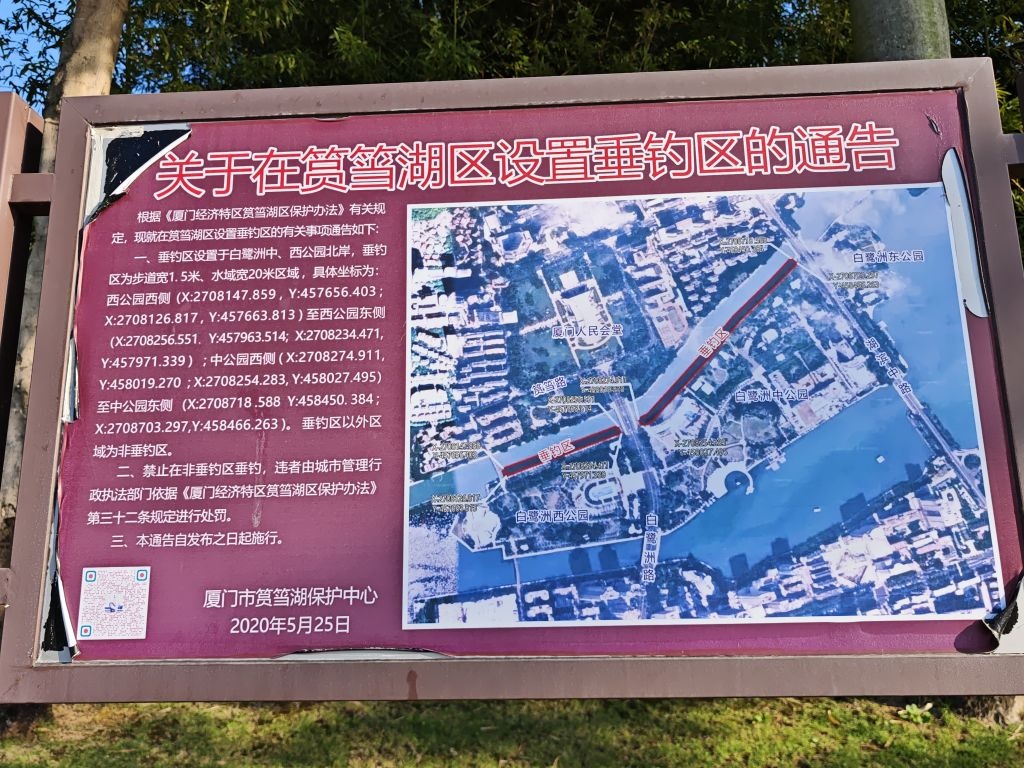 关于在筼筜湖区设置垂钓区的通告
根据《厦门经济特区筼筜湖区保护办法》有关规
定，现就在筼筜湖区设置垂钓区的有关事项通告如下：
一、垂钓区设置于白鹭洲中、西公园北岸，垂钓
区为步道宽1.5米、水域宽20米区域，具体坐标为：
西公园西侧（X:2708147.859，Y:457656.403；
X:2708126.817，Y:457663.813）至西公园东侧
（X:2708256.551. Y:457963.514; X:2708234.471,
Y:457971.339）；中公园西侧（X:2708274.911,
Y:458019.270 ；X:2708254.283, Y:458027.495）
至中公园东侧（X:2708718.588 Y:458450.384；
X:2708703.297,Y:458466.263）。垂钓区以外区
域为非垂钓区。
二、禁止在非垂钓区垂钓，违者由城市管理行
政执法部门依据《厦门经济特区筼筜湖区保护办法》
第三十二条规定进行处罚。
三、本通告自发布之日起施行。
厦门市筼筜湖保护中心
2020年5月25日
白鹭洲东公园
厦门人民会堂
垂钓区
湖滨中路
筼筜路
白鹭洲中公园
垂钓区
白鹭洲西公园
白鹭洲路